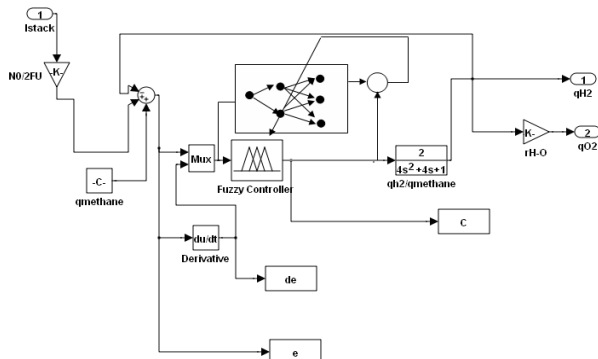 1
Istack
N0/2FU
-K-
-C-
qmethane
Mux
Fuzzy Controller
2
4s²+4s+1
qh2/qmethane
1
qH2
K-
rH-O
2
qO2
C
du/dt
Derivative
de
e